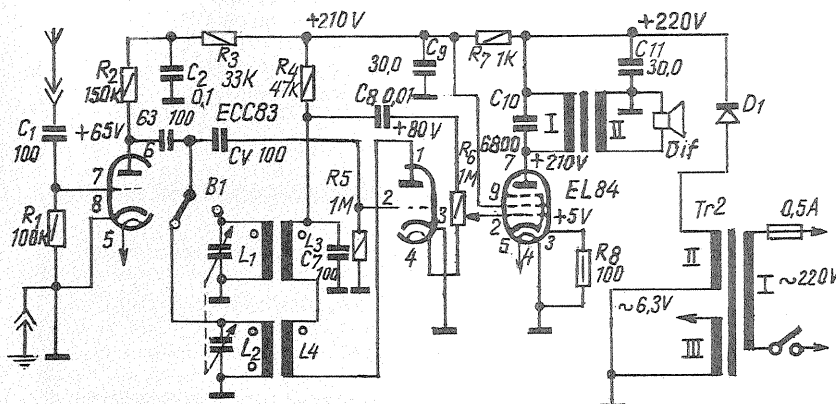 +210V
+220V
R3
33K
R2
150K
C2
0,1
R4
47K
C9
30,0
R7 1K
C11
30,0
C8 0,01
C10
6800
I
II
Dif
D1
C1
100
+65V
63
100
ECC83
CV 100
+80V
+210V
R6
1M
EL84
+5V
R1
100K
6
7
8
5
B1
R5
1M
1
2
3
4
7
9
2
5
4
3
R8
100
L1
L3
C7
100
L2
L4
Tr2
0,5A
II
I
~220V
~6,3V
III